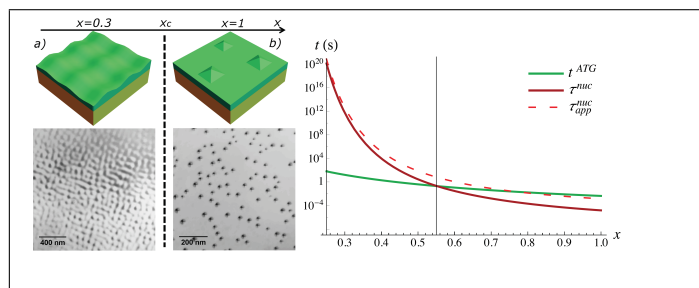 x=0.3 x_c x=1 x
a) b)
400 nm 200 nm
t (s)
10^20
10^16
10^12
10^8
10^4
1
10^-4
0.3 0.4 0.5 0.6 0.7 0.8 0.9 1.0 x
t^ATG
τ^nuc
τ^nuc_app